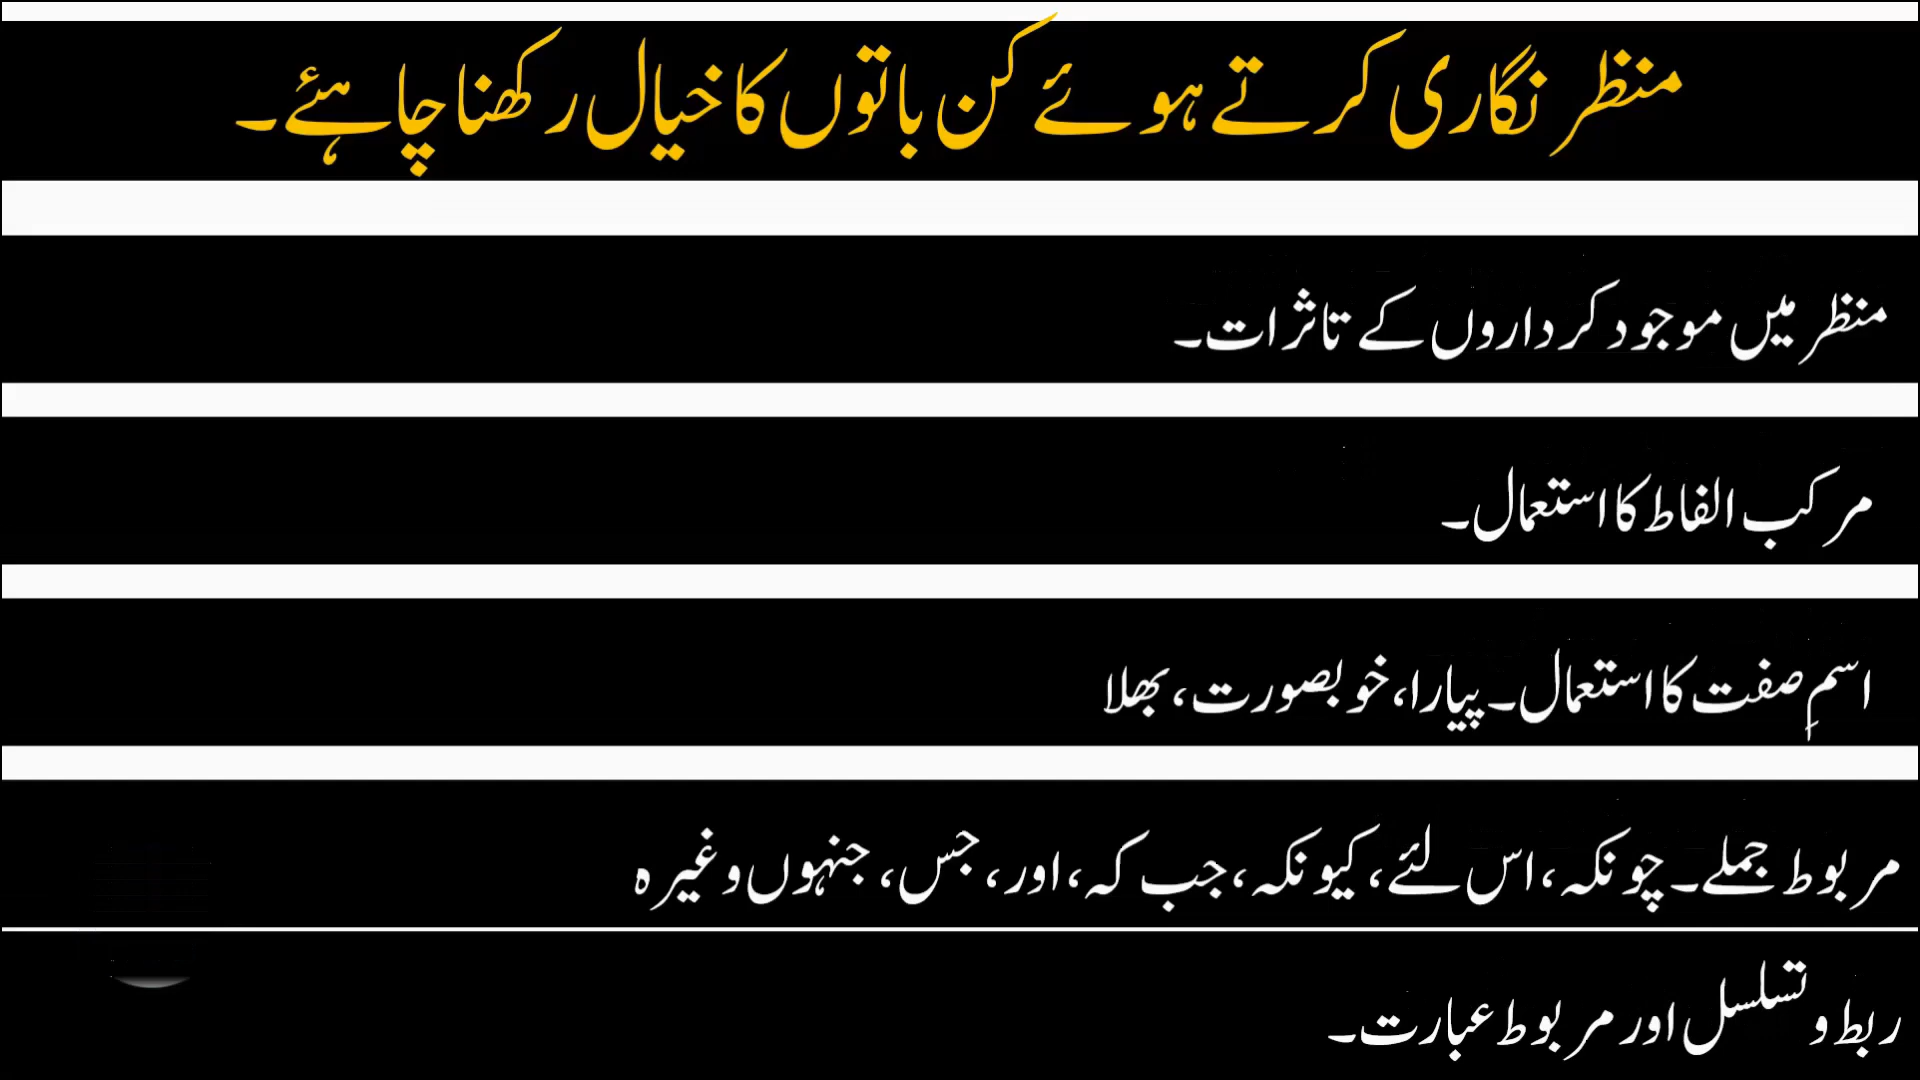 منظر نگاری کرتے ہوئے کن باتوں کا خیال رکھنا چاہئے۔
منظر میں موجود کرداروں کے تاثرات۔
مرکب الفاظ کا استعمال۔
اسمِ صفت کا استعمال۔ پیارا، خوبصورت، بھلا
مربوط جملے۔ چونکہ، اس لئے، کیونکہ، جب کہ، اور، جس، جنہوں وغیرہ
ربط و تسلسل اور مربوط عبارت۔